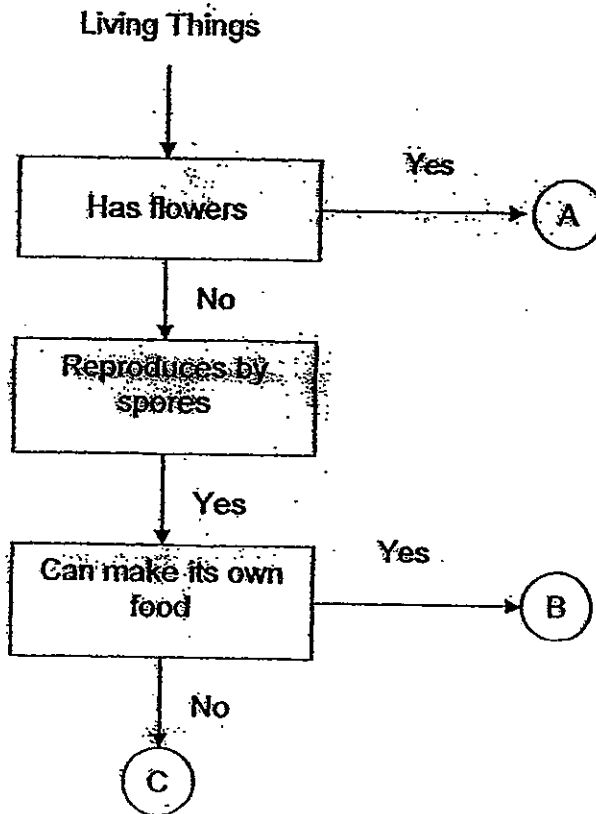 Living Things
Has flowers
Yes
A
No
Reproduces by
spores
Yes
Can make its own
food
Yes
B
No
C